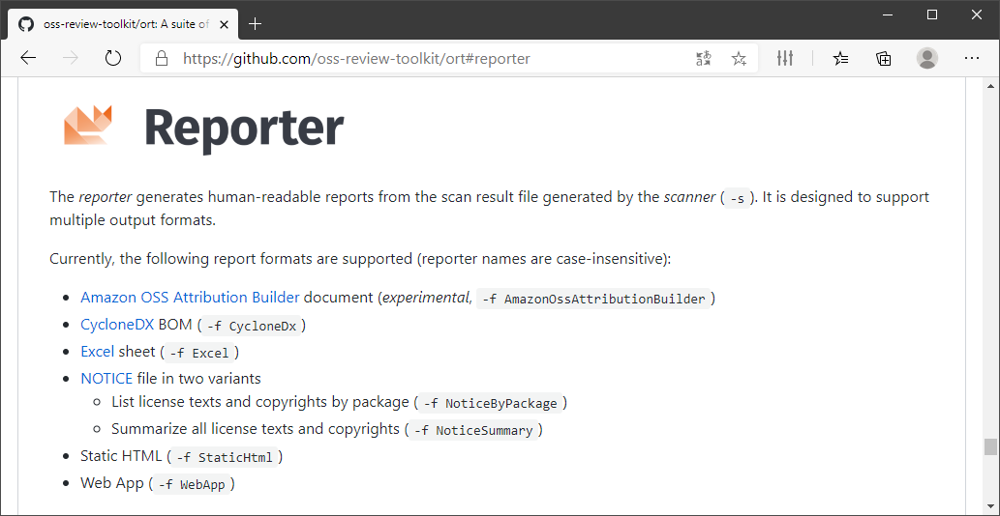 oss-review-toolkit/ort: A suite of
https://github.com/oss-review-toolkit/ort#reporter
Reporter
The reporter generates human-readable reports from the scan result file generated by the scanner ( -s ). It is designed to support
multiple output formats.
Currently, the following report formats are supported (reporter names are case-insensitive):
• Amazon OSS Attribution Builder document (experimental, -f AmazonOssAttributionBuilder )
• CycloneDX BOM ( -f CycloneDx )
• Excel sheet ( -f Excel )
• NOTICE file in two variants
◦ List license texts and copyrights by package ( -f NoticeByPackage )
◦ Summarize all license texts and copyrights ( -f NoticeSummary )
• Static HTML ( -f StaticHtml )
• Web App ( -f WebApp )